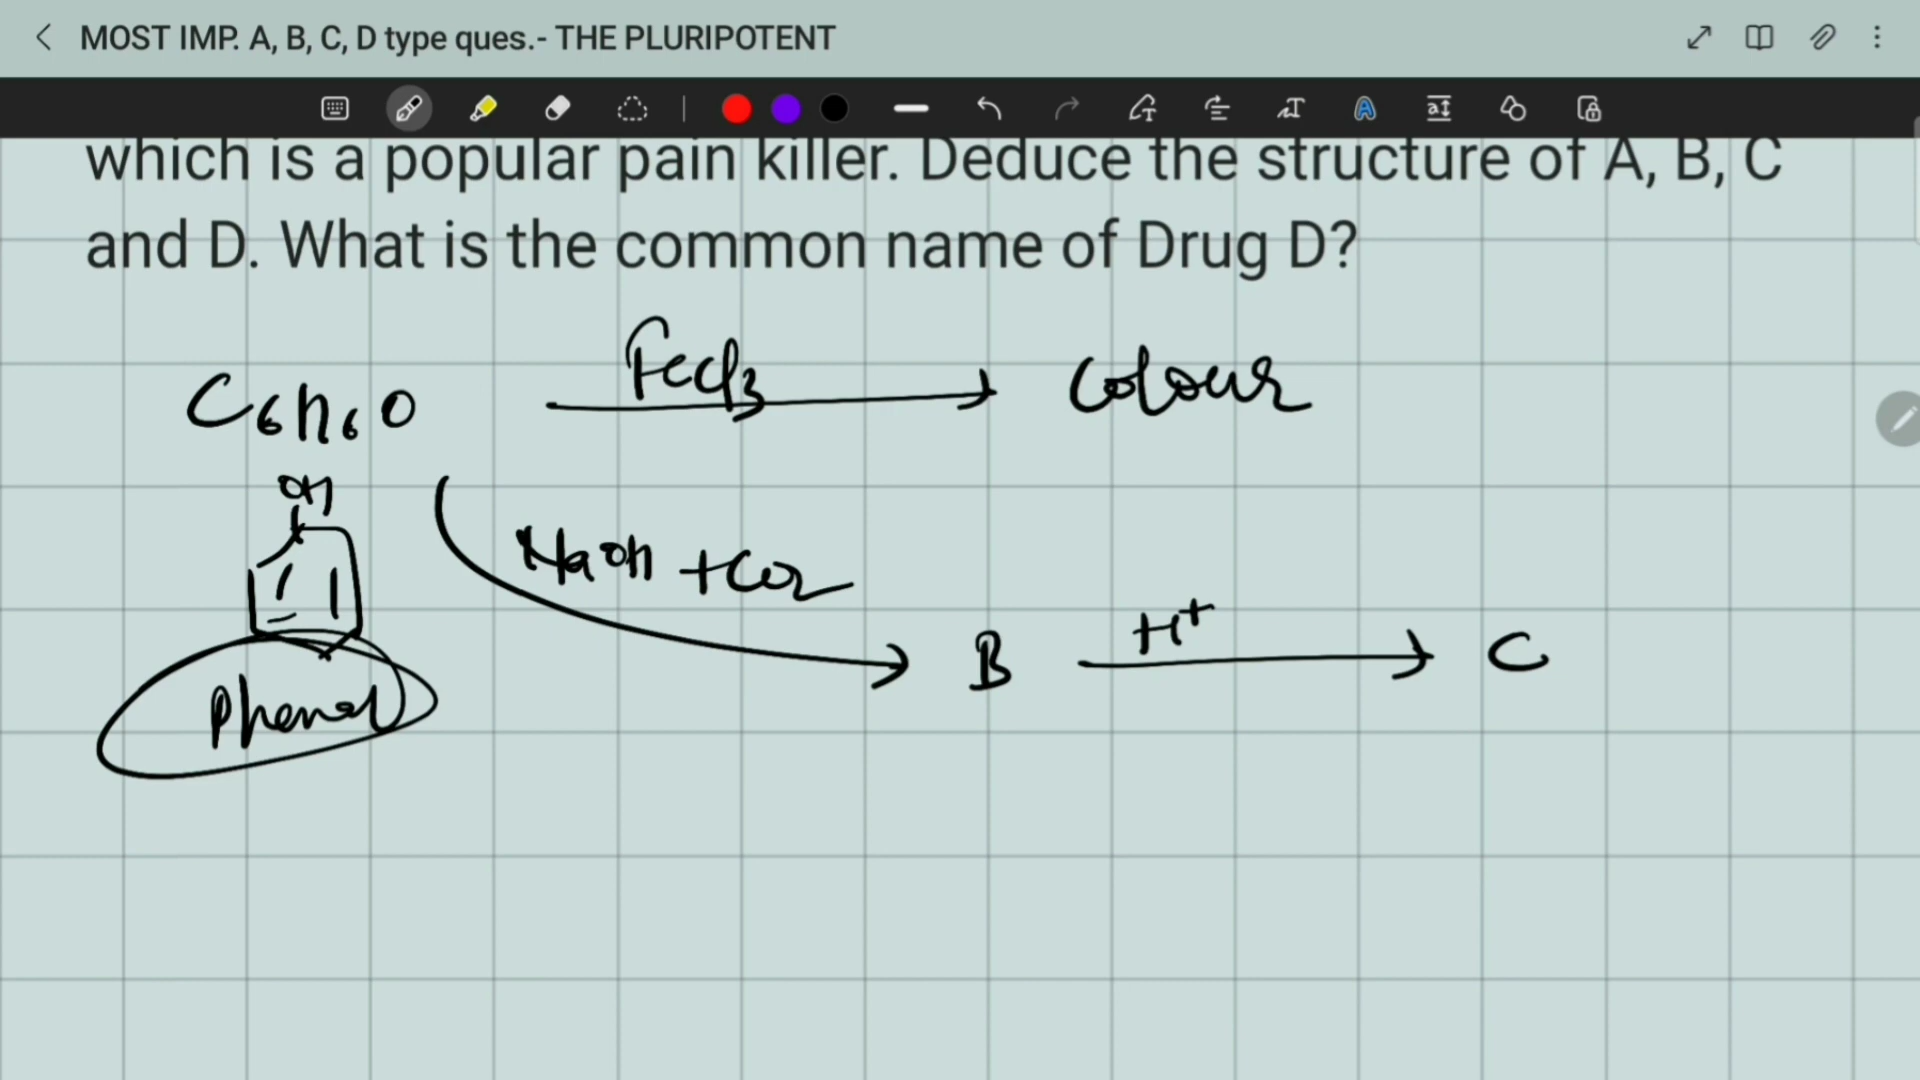 MOST IMP. A, B, C, D type ques.- THE PLURIPOTENT
which is a popular pain killer. Deduce the structure of A, B, C
and D. What is the common name of Drug D?
C6H6O FeCl3 Colour
OH
NaOH + CO2
B H+ C
Phenol